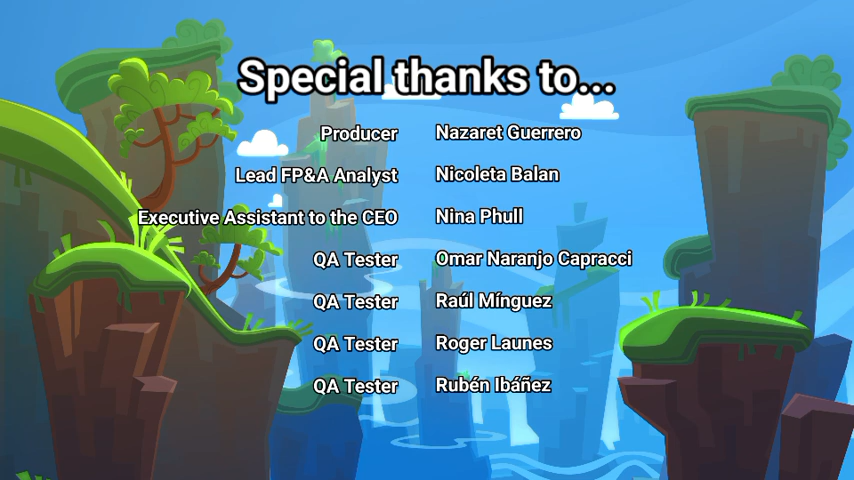 Special thanks to...
Producer Nazaret Guerrero
Lead FP&A Analyst Nicoleta Balan
Executive Assistant to the CEO Nina Phull
QA Tester Omar Naranjo Capracci
QA Tester Raúl Mínguez
QA Tester Roger Launes
QA Tester Rubén Ibáñez